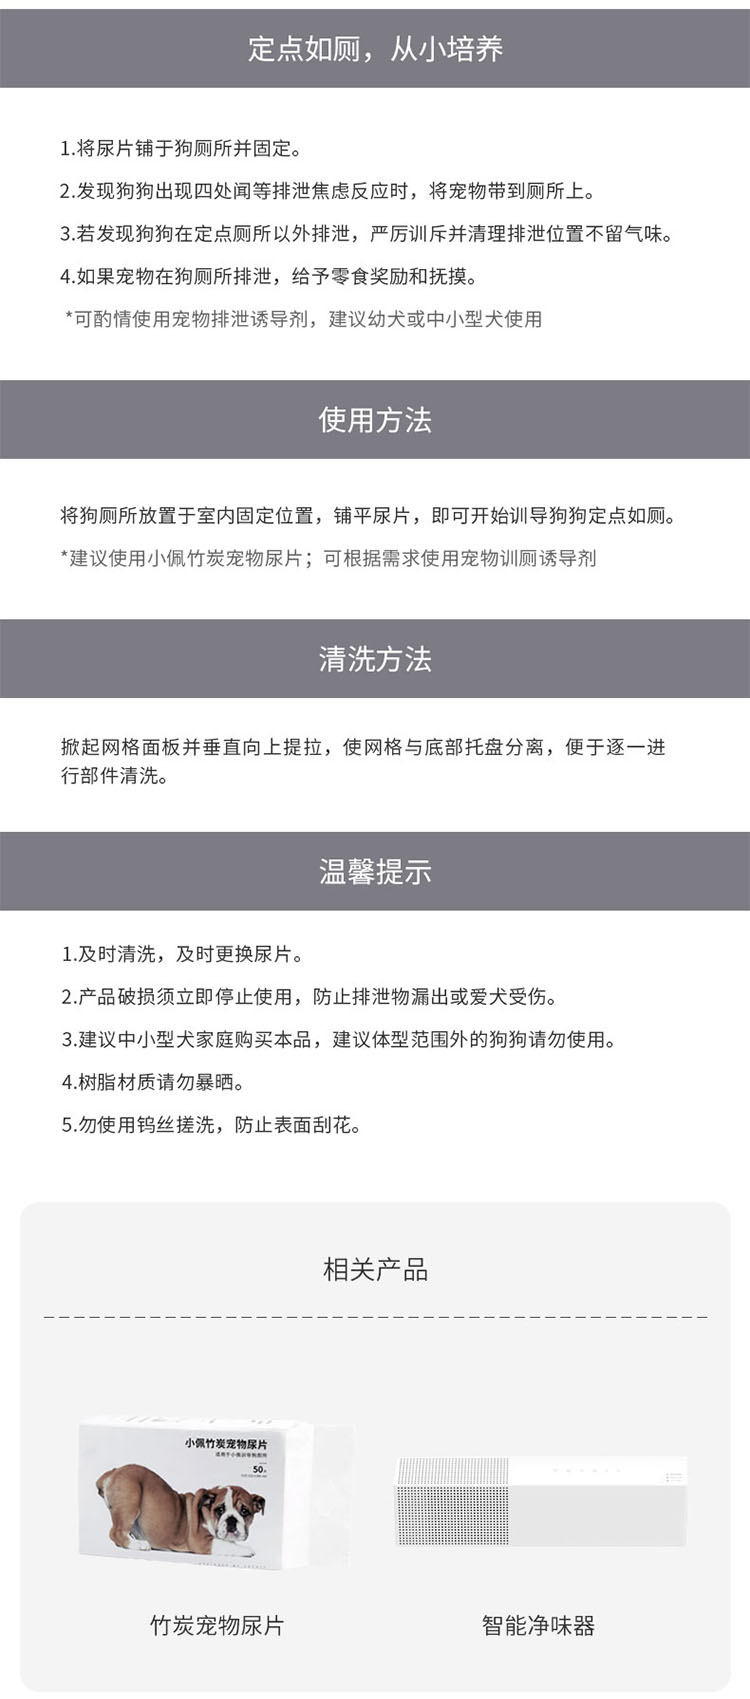 定点如厕，从小培养
1.将尿片铺于狗厕所并固定。
2.发现狗狗出现四处闻等排泄焦虑反应时，将宠物带到厕所上。
3.若发现狗狗在定点厕所以外排泄，严厉训斥并清理排泄位置不留气味。
4.如果宠物在狗厕所排泄，给予零食奖励和抚摸。
*可酌情使用宠物排泄诱导剂，建议幼犬或中小型犬使用
使用方法
将狗厕所放置于室内固定位置，铺平尿片，即可开始训导狗狗定点如厕。
*建议使用小佩竹炭宠物尿片；可根据需求使用宠物训厕诱导剂
清洗方法
掀起网格面板并垂直向上提拉，使网格与底部托盘分离，便于逐一进
行部件清洗。
温馨提示
1.及时清洗，及时更换尿片。
2.产品破损须立即停止使用，防止排泄物漏出或爱犬受伤。
3.建议中小型犬家庭购买本品，建议体型范围外的狗狗请勿使用。
4.树脂材质请勿暴晒。
5.勿使用钨丝搓洗，防止表面刮花。
相关产品
小佩竹炭宠物尿片
50
竹炭宠物尿片
智能净味器